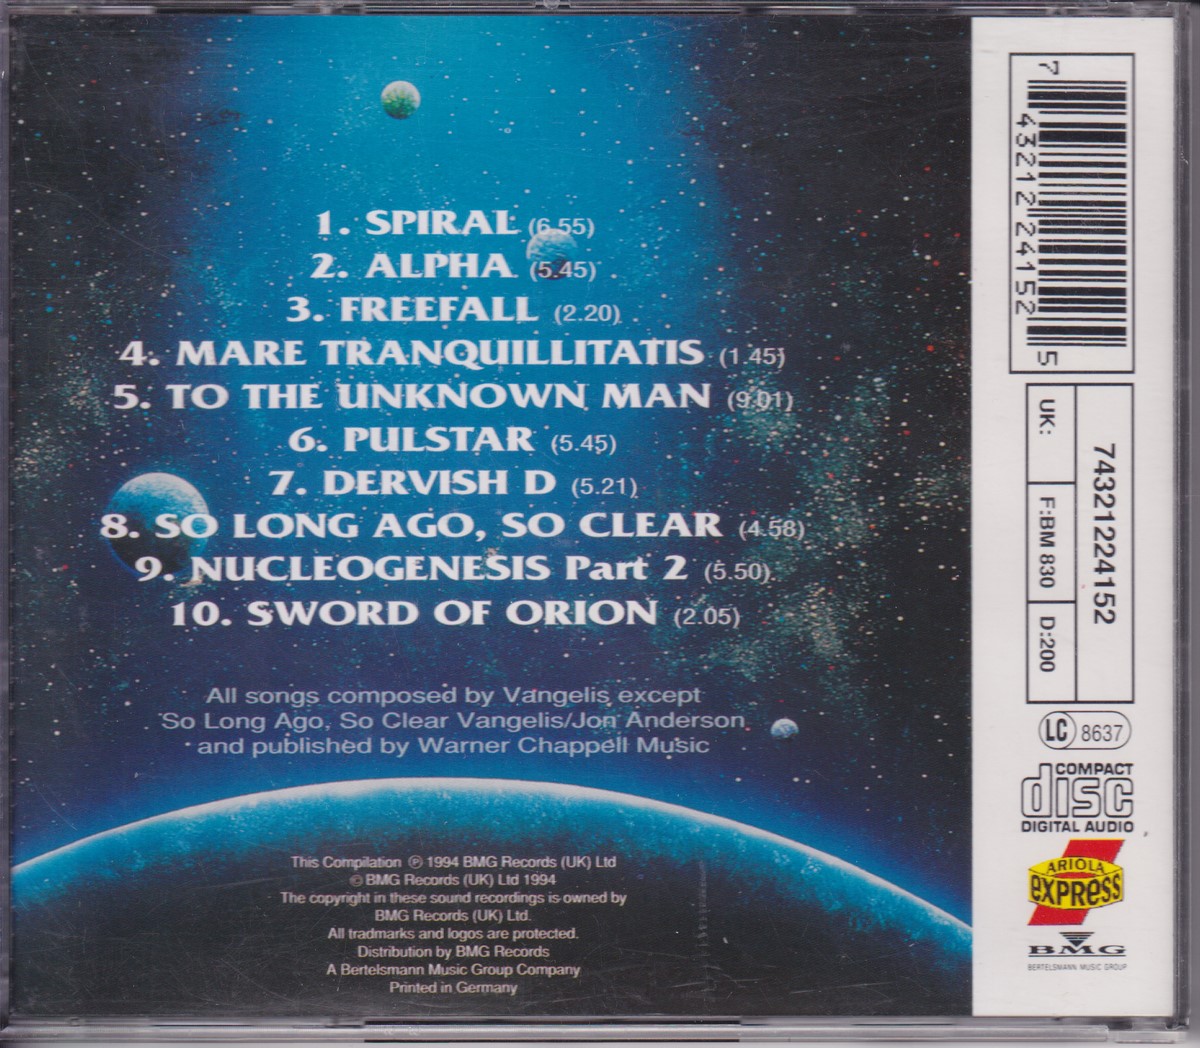 1. SPIRAL (6.55)
2. ALPHA (5.45)
3. FREEFALL (2.20)
4. MARE TRANQUILLITATIS (1.45)
5. TO THE UNKNOWN MAN (9.01)
6. PULSTAR (5.45)
7. DERVISH D (5.21)
8. SO LONG AGO, SO CLEAR (4.58)
9. NUCLEOGENESIS Part 2 (5.50)
10. SWORD OF ORION (2.05)
All songs composed by Vangelis except
So Long Ago, So Clear Vangelis/Jon Anderson
and published by Warner Chappell Music
This Compilation ℗ 1994 BMG Records (UK) Ltd
© BMG Records (UK) Ltd 1994
The copyright in these sound recordings is owned by
BMG Records (UK) Ltd.
All tradmarks and logos are protected.
Distribution by BMG Records
A Bertelsmann Music Group Company
Printed in Germany
7 43212 24152 5
74321224152
UK:
F:BM 830
D:200
LC 8637
COMPACT
disc
DIGITAL AUDIO
ARIOLA
EXPRESS
BMG
BERTELSMANN MUSIC GROUP